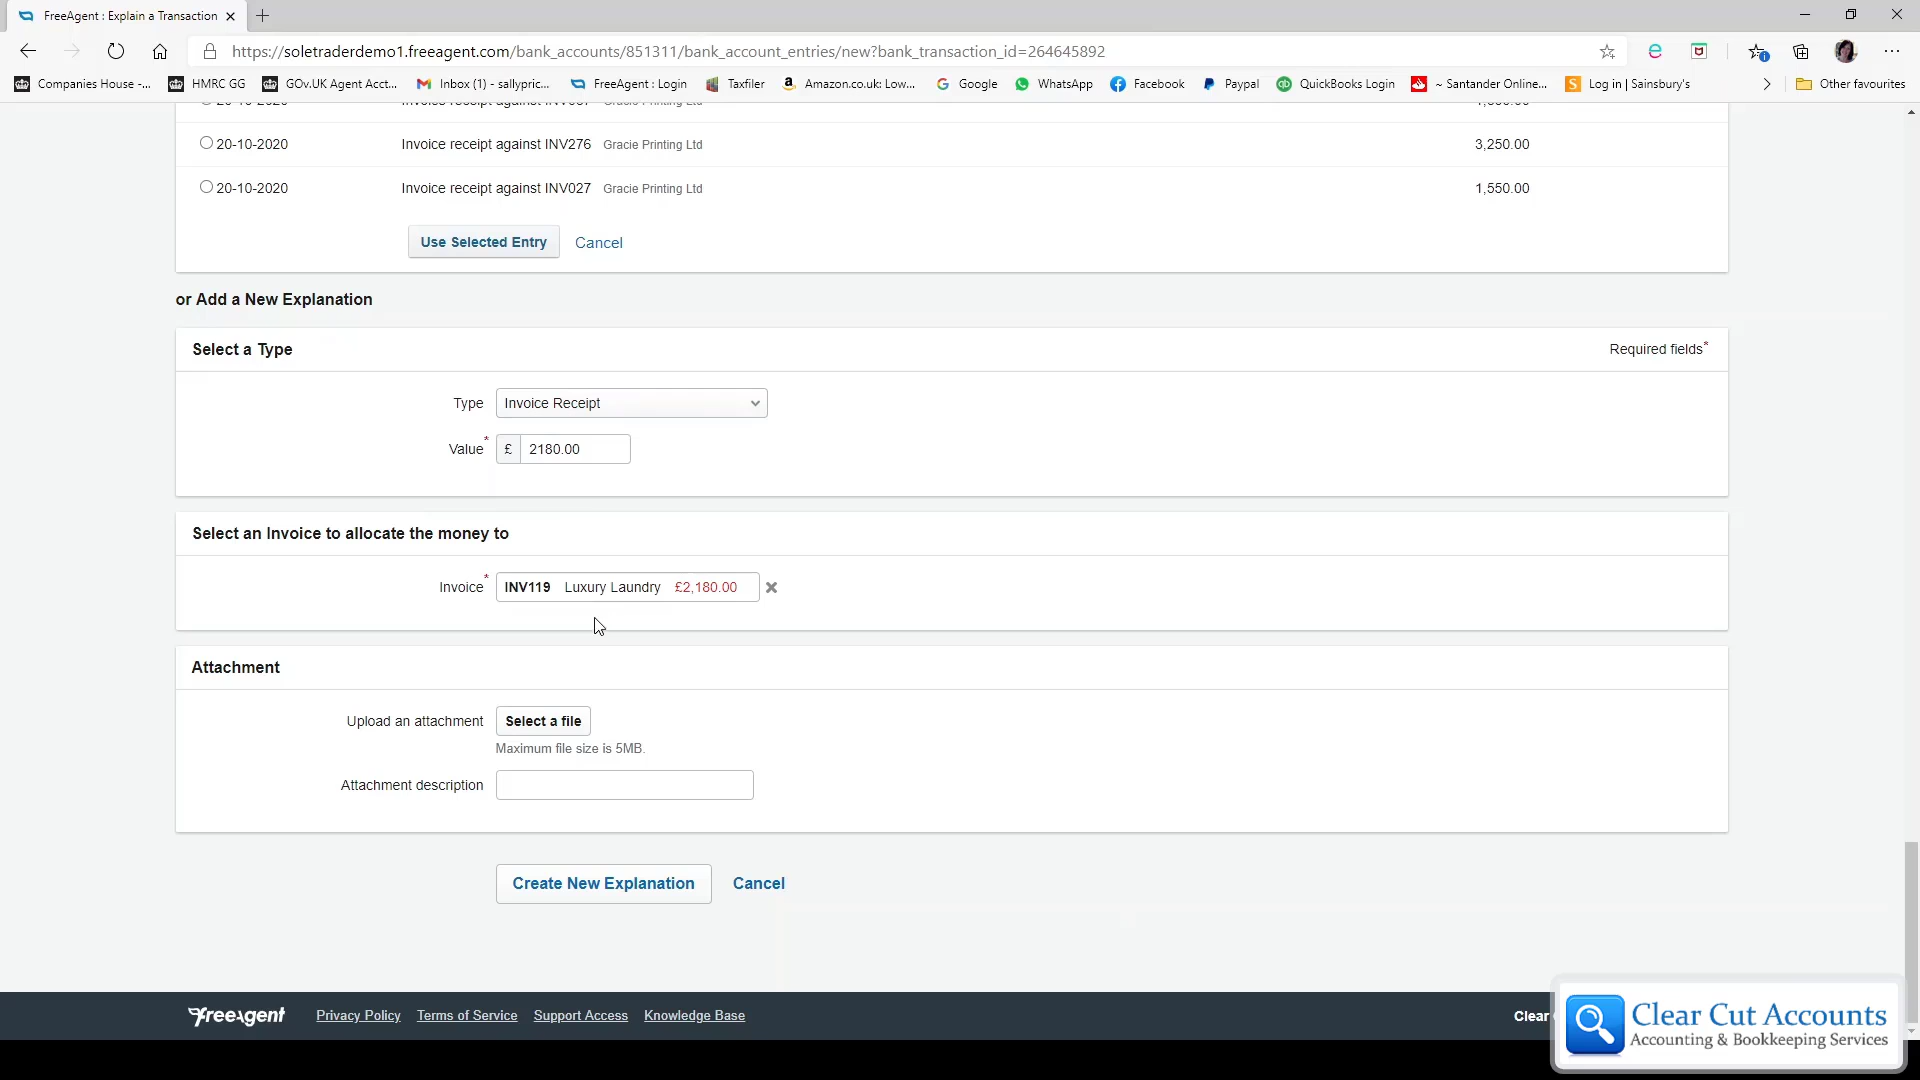 FreeAgent : Explain a Transaction
https://soletraderdemo1.freeagent.com/bank_accounts/851311/bank_account_entries/new?bank_transaction_id=264645892
Companies House -... HMRC GG GOv.UK Agent Acct... Inbox (1) - sallypric... FreeAgent : Login Taxfiler Amazon.co.uk: Low... Google WhatsApp Facebook Paypal QuickBooks Login ~ Santander Online... Log in | Sainsbury's Other favourites
20-10-2020 Invoice receipt against INV276 Gracie Printing Ltd 3,250.00
20-10-2020 Invoice receipt against INV027 Gracie Printing Ltd 1,550.00
Use Selected Entry Cancel
or Add a New Explanation
Select a Type Required fields*
Type Invoice Receipt
Value* £ 2180.00
Select an Invoice to allocate the money to
Invoice* INV119 Luxury Laundry £2,180.00
Attachment
Upload an attachment Select a file
Maximum file size is 5MB.
Attachment description
Create New Explanation Cancel
freeagent Privacy Policy Terms of Service Support Access Knowledge Base Clear
Clear Cut Accounts
Accounting & Bookkeeping Services